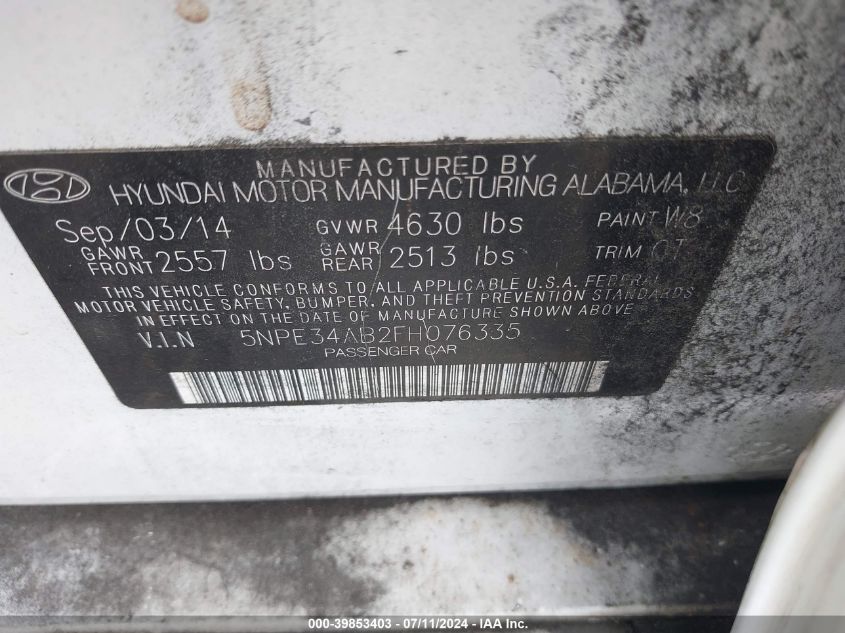 MANUFACTURED BY
HYUNDAI MOTOR MANUFACTURING ALABAMA, LLC
Sep/03/14 GVWR 4630 lbs PAINT W8
GAWR FRONT 2557 lbs GAWR REAR 2513 lbs TRIM
THIS VEHICLE CONFORMS TO ALL APPLICABLE U.S.A. FEDERAL
MOTOR VEHICLE SAFETY, BUMPER, AND THEFT PREVENTION STANDARDS
IN EFFECT ON THE DATE OF MANUFACTURE SHOWN ABOVE
V.I.N 5NPE34AB2FH076335
PASSENGER CAR
000-39853403 - 07/11/2024 - IAA Inc.